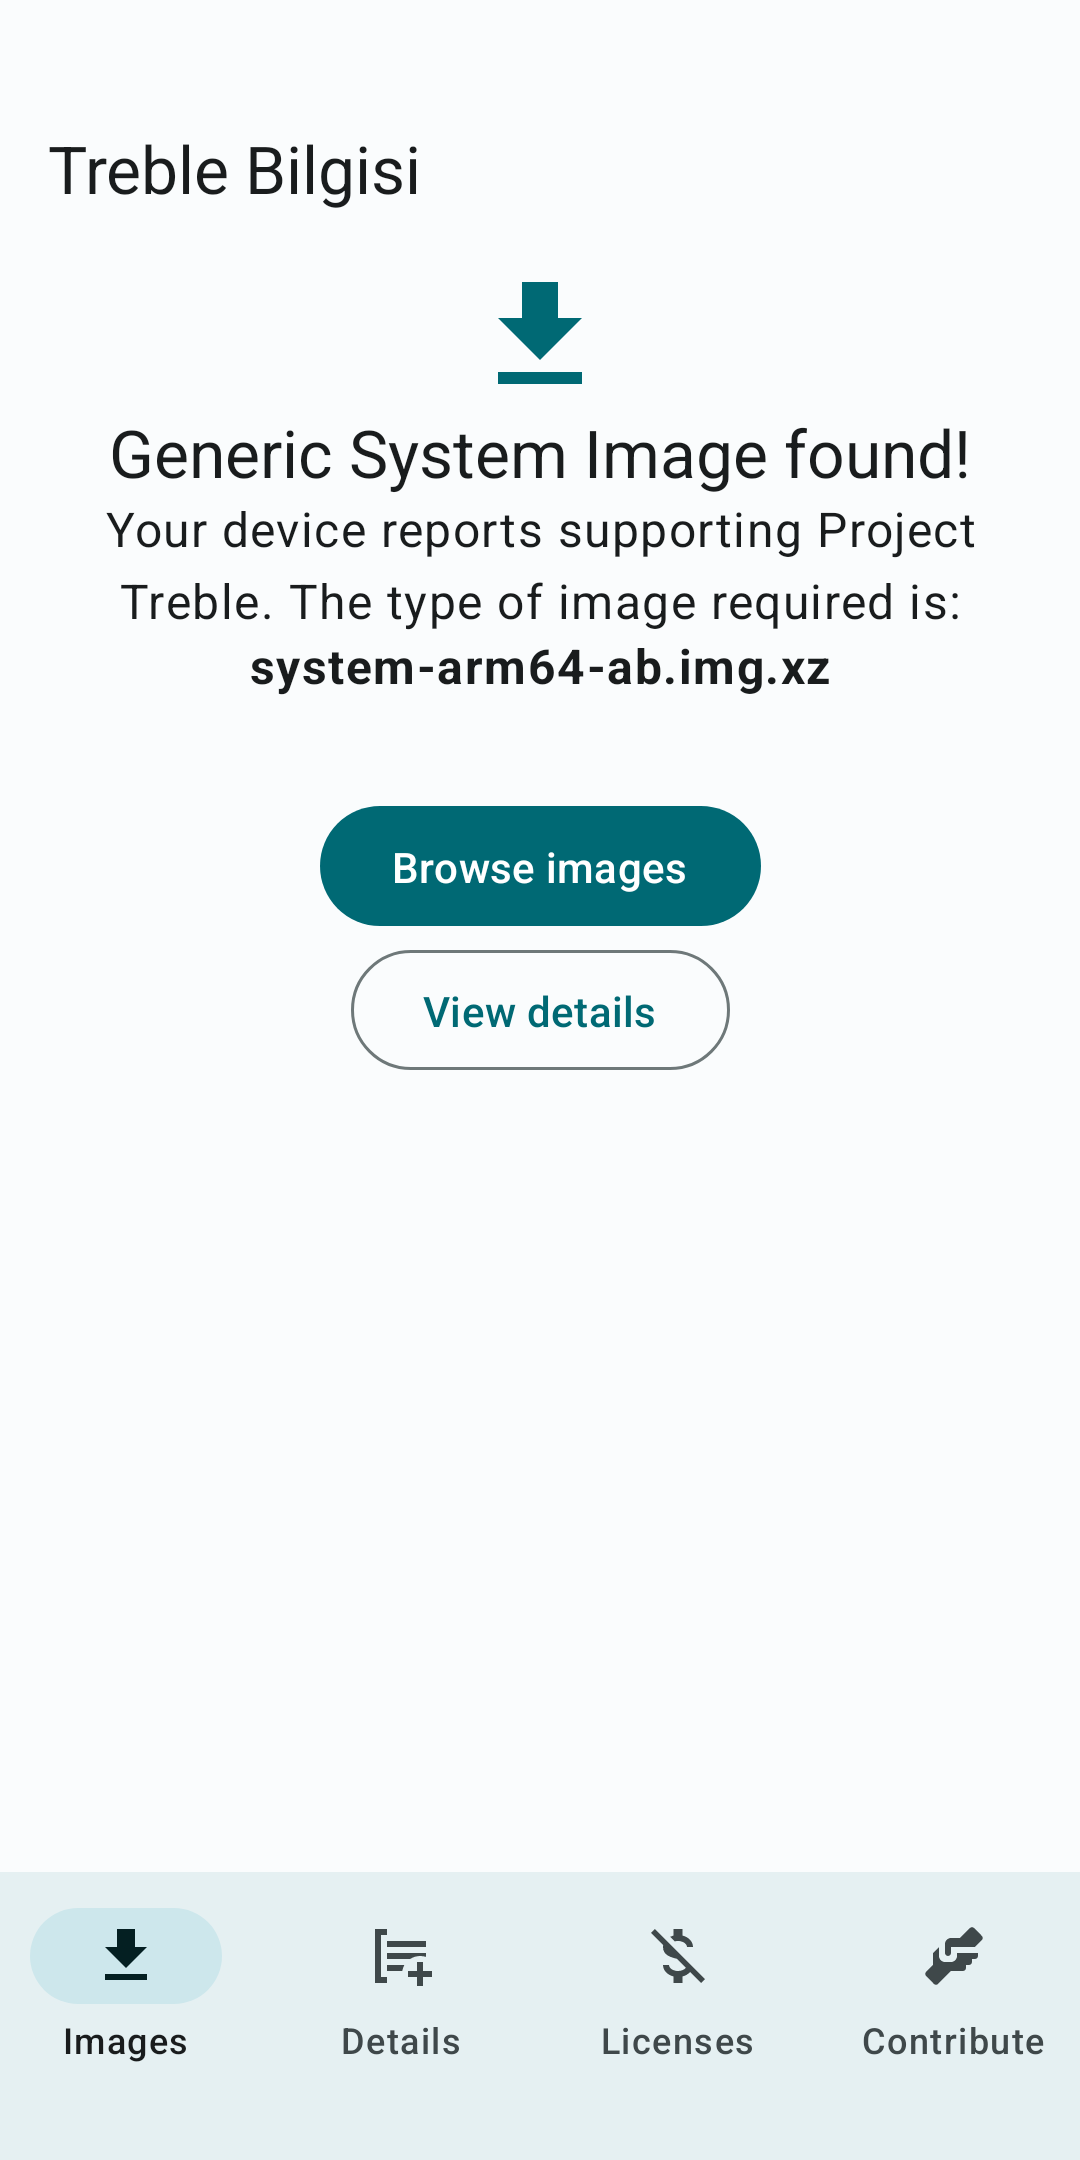 Treble Bilgisi
Generic System Image found!
Your device reports supporting Project
Treble. The type of image required is:
system-arm64-ab.img.xz
Browse images
View details
Images
Details
Licenses
Contribute